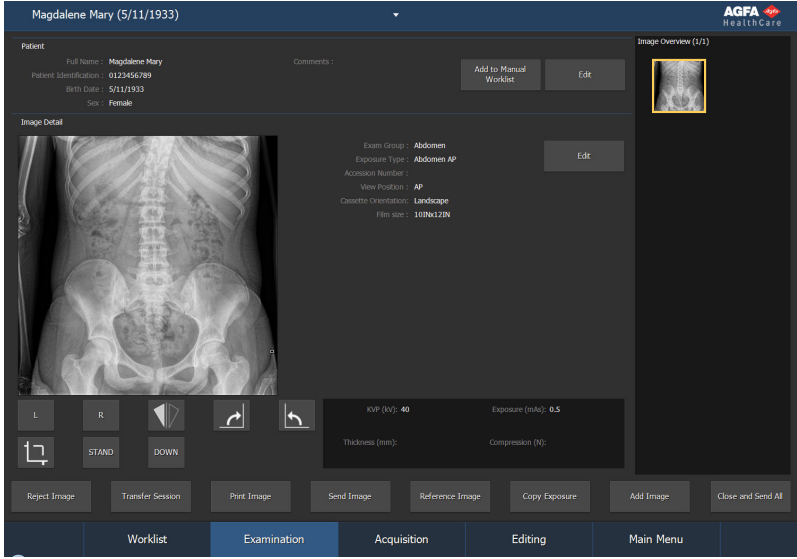 Magdalene Mary (5/11/1933)
AGFA
HealthCare
Patient
Full Name : Magdalene Mary
Patient Identification : 0123456789
Birth Date : 5/11/1933
Sex : Female
Comments :
Add to Manual
Worklist
Edit
Image Overview (1/1)
Image Detail
Exam Group : Abdomen
Exposure Type : Abdomen AP
Accession Number :
View Position : AP
Cassette Orientation: Landscape
Film size : 10INx12IN
Edit
L
R
STAND
DOWN
KVP (kV): 40
Exposure (mAs): 0.5
Thickness (mm):
Compression (N):
Reject Image
Transfer Session
Print Image
Send Image
Reference Image
Copy Exposure
Add Image
Close and Send All
Worklist
Examination
Acquisition
Editing
Main Menu